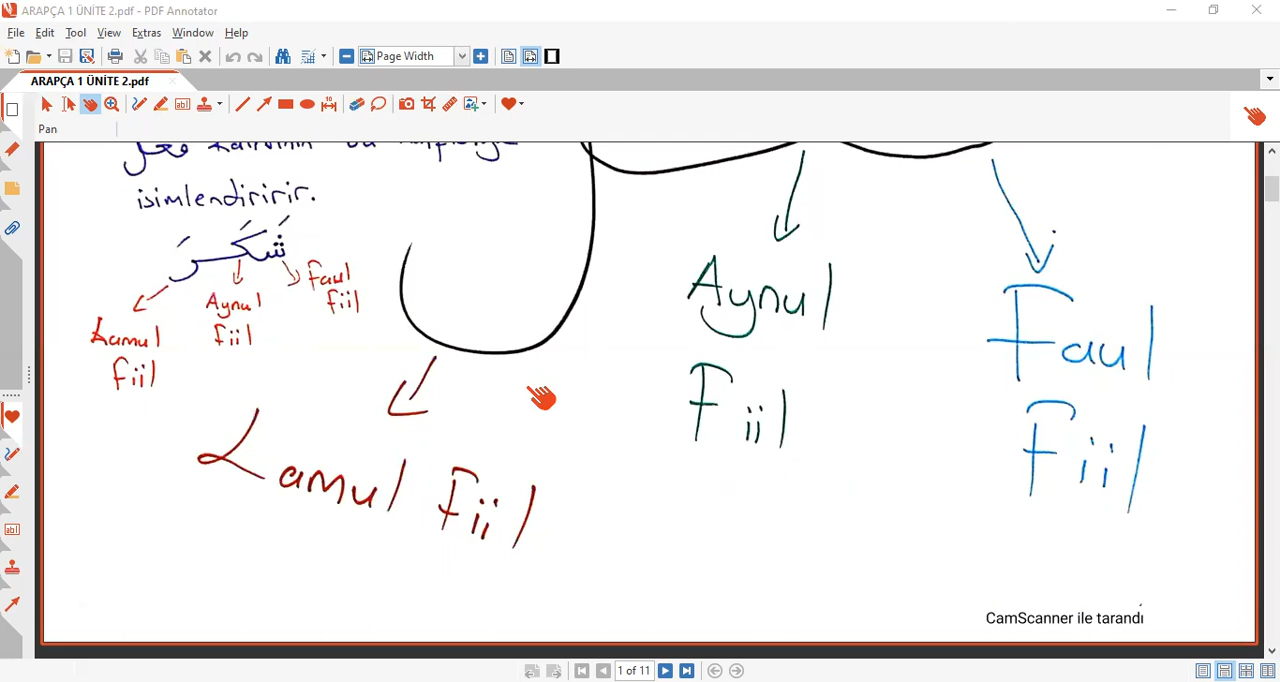 ARAPÇA 1 ÜNİTE 2.pdf - PDF Annotator
File Edit Tool View Extras Window Help
Page Width
ARAPÇA 1 ÜNİTE 2.pdf
Pan
isimlendiririr.
شَكَرَ
Faul
fiil
Aynul
fiil
Lamul
fiil
Aynul
Fiil
Faul
Fiil
Lamul Fiil
CamScanner ile tarandı
1 of 11